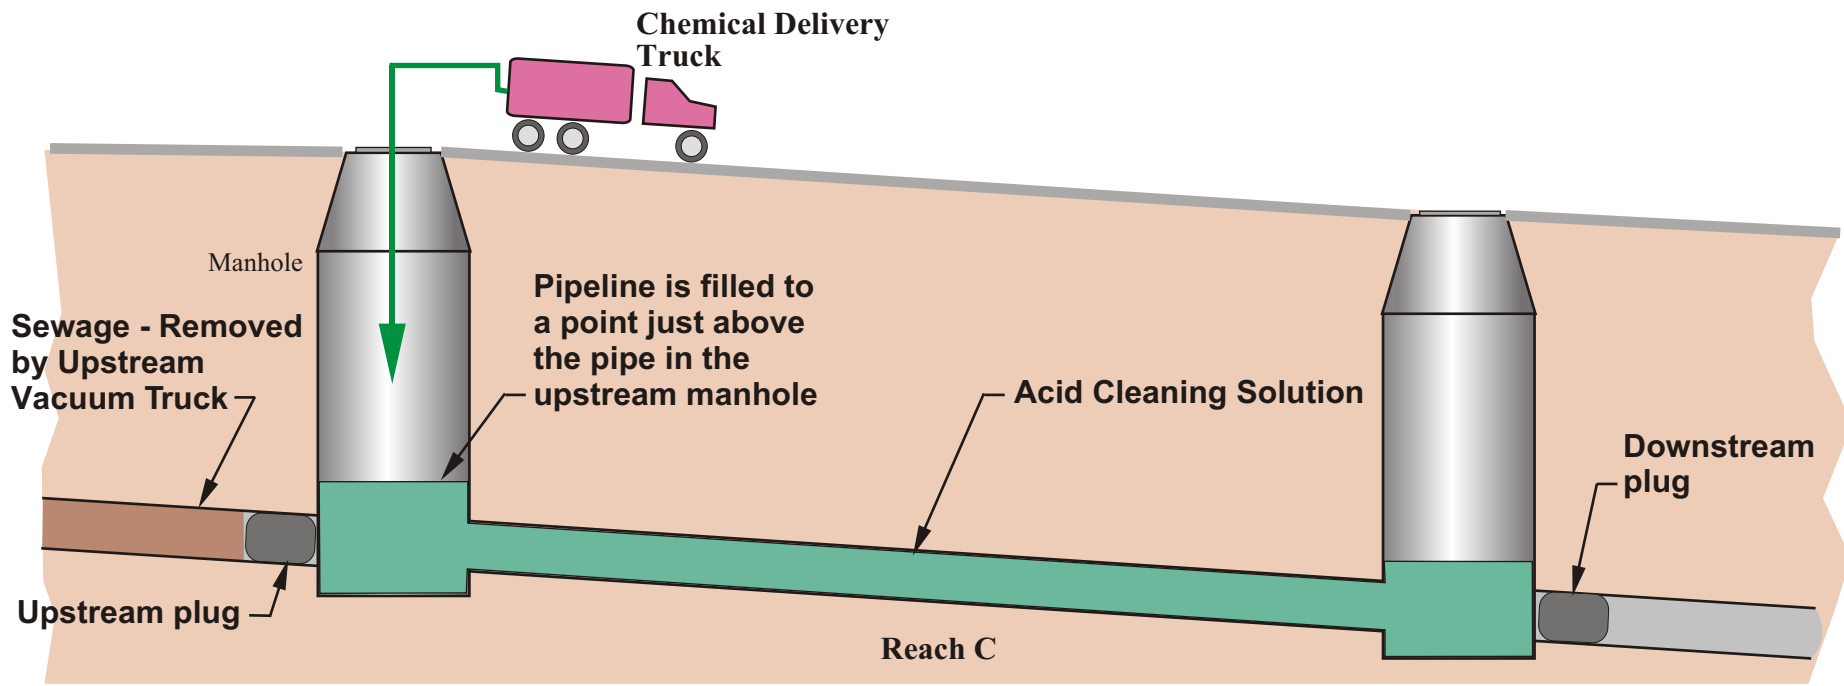 Chemical Delivery
Truck
Manhole
Sewage - Removed
by Upstream
Vacuum Truck
Pipeline is filled to
a point just above
the pipe in the
upstream manhole
Acid Cleaning Solution
Downstream
plug
Upstream plug
Reach C